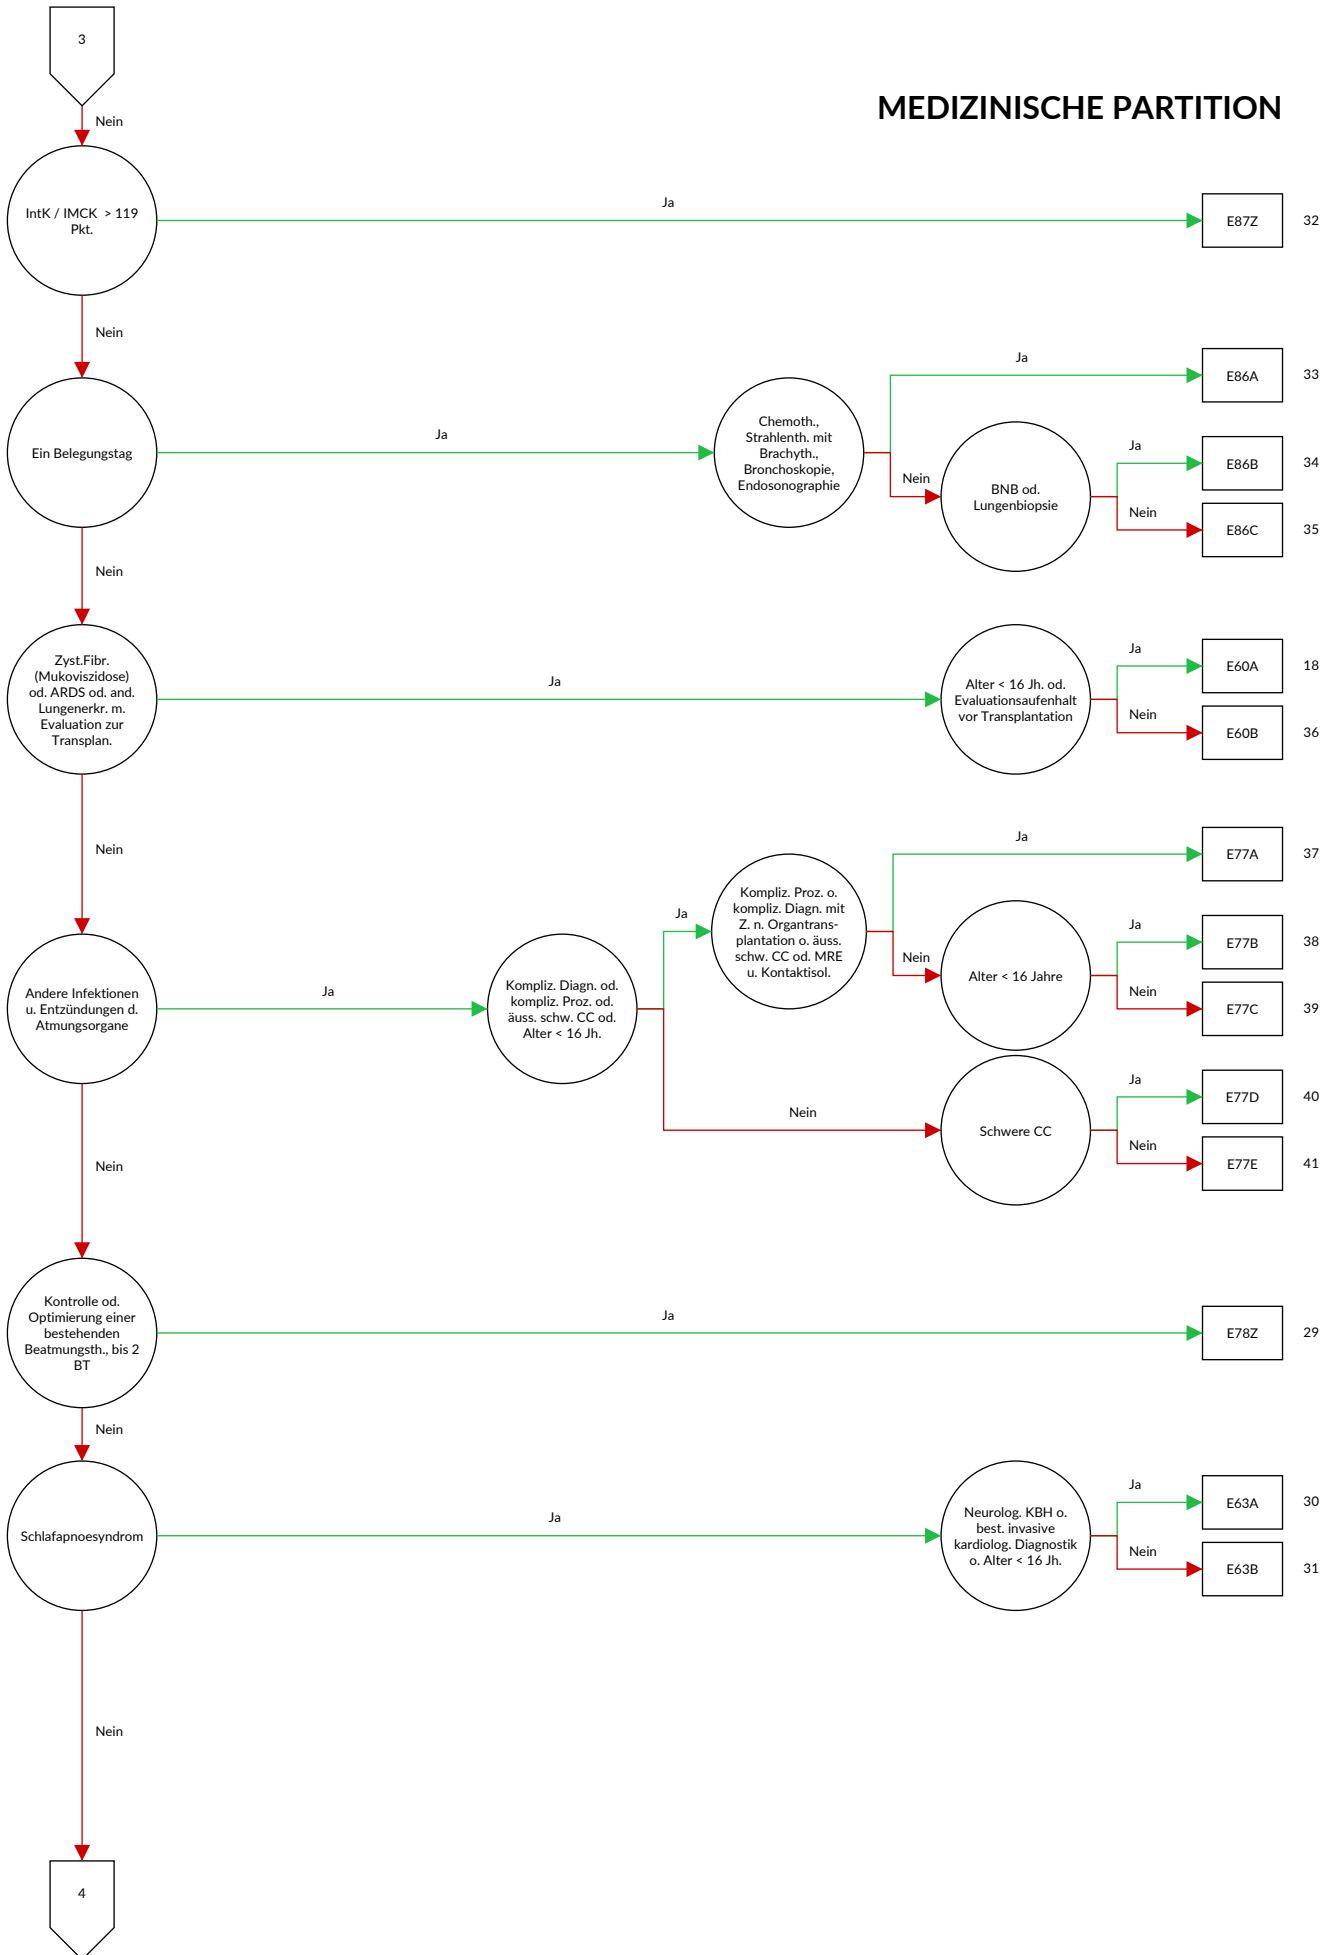 3
MEDIZINISCHE PARTITION
Nein
IntK / IMCK > 119
Pkt.
Ja
E87Z
32
Nein
Ein Belegungstag
Ja
Chemoth.,
Strahlenth. mit
Brachyth.,
Bronchoskopie,
Endosonographie
Ja
E86A
33
Nein
BNB od.
Lungenbiopsie
Ja
E86B
34
Nein
E86C
35
Nein
Zyst.Fibr.
(Mukoviszidose)
od. ARDS od. and.
Lungenerkr. m.
Evaluation zur
Transplan.
Ja
Alter < 16 Jh. od.
Evaluationsaufenhalt
vor Transplantation
Ja
E60A
18
Nein
E60B
36
Nein
Andere Infektionen
u. Entzündungen d.
Atmungsorgane
Ja
Kompliz. Diagn. od.
kompliz. Proz. od.
äuss. schw. CC od.
Alter < 16 Jh.
Ja
Kompliz. Proz. o.
kompliz. Diagn. mit
Z. n. Organtrans-
plantation o. äuss.
schw. CC od. MRE
u. Kontaktisol.
Ja
E77A
37
Nein
Alter < 16 Jahre
Ja
E77B
38
Nein
E77C
39
Nein
Schwere CC
Ja
E77D
40
Nein
E77E
41
Nein
Kontrolle od.
Optimierung einer
bestehenden
Beatmungsth., bis 2
BT
Ja
E78Z
29
Nein
Schlafapnoesyndrom
Ja
Neurolog. KBH o.
best. invasive
kardiolog. Diagnostik
o. Alter < 16 Jh.
Ja
E63A
30
Nein
E63B
31
Nein
4